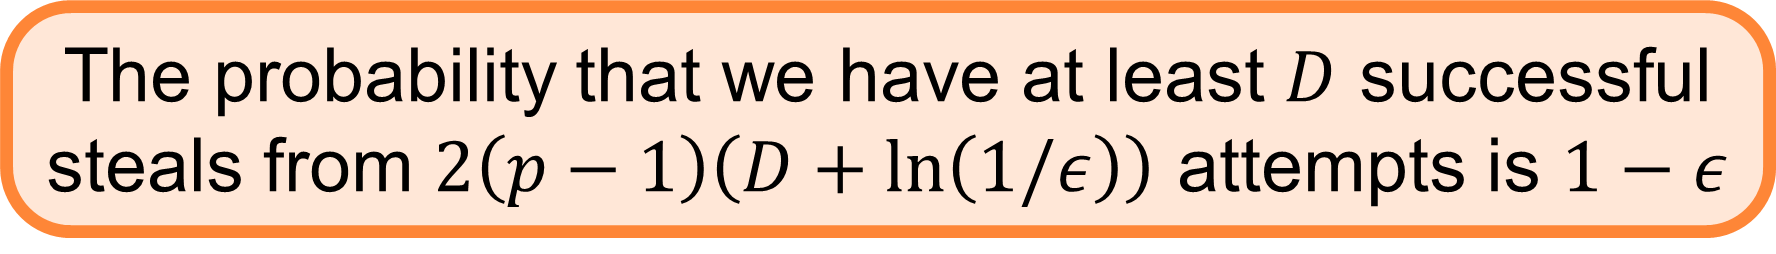 The probability that we have at least 𝐷 successful
steals from 2(𝑝 − 1)(𝐷 + ln(1/𝜖)) attempts is 1 − 𝜖